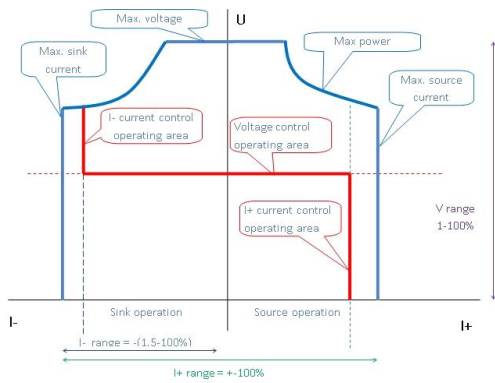 Max. voltage
U
Max. sink
current
Max power
Max. source
current
I- current control
operating area
Voltage control
operating area
I+ current control
operating area
V range
1-100%
Sink operation
Source operation
I-
I+
I- range = -(1.5-100%)
I+ range = +-100%